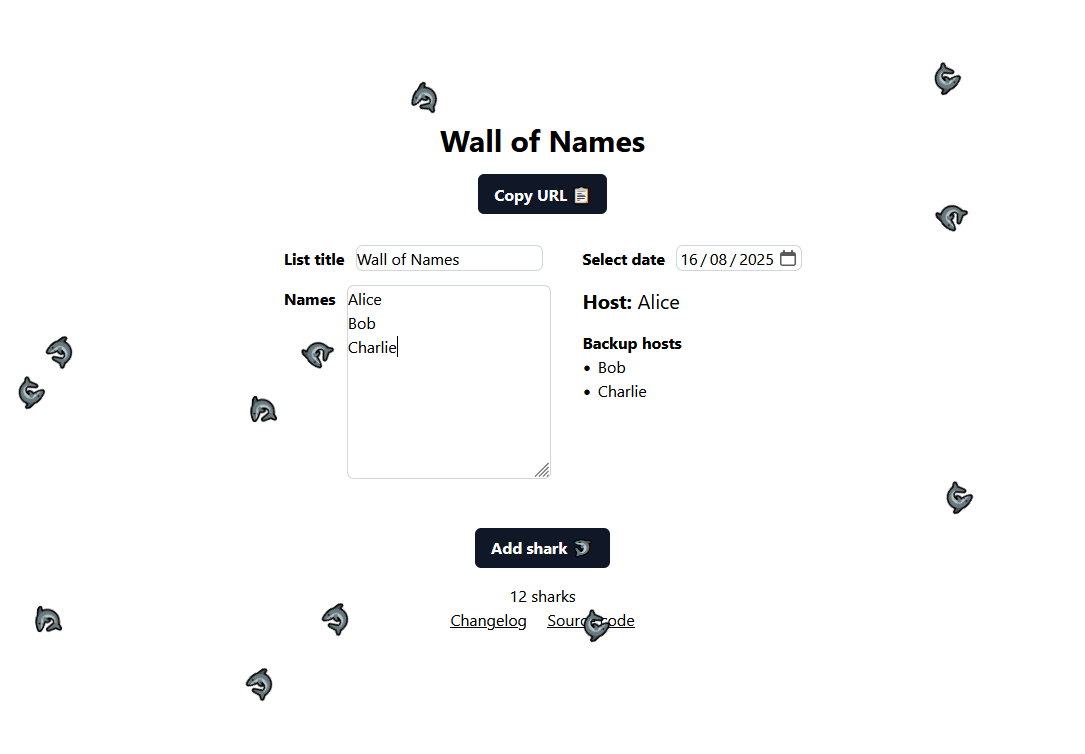 Wall of Names
Copy URL
List title
Wall of Names
Names
Alice
Bob
Charlie
Select date
16/08/2025
Host: Alice
Backup hosts
• Bob
• Charlie
Add shark
12 sharks
Changelog Source code